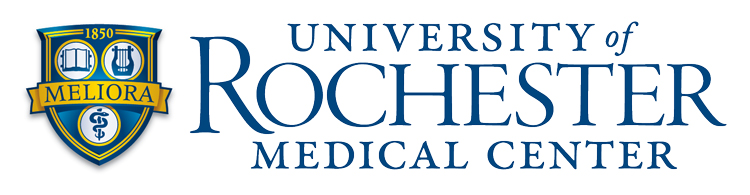 1850
MELIORA
UNIVERSITY of
ROCHESTER
MEDICAL CENTER